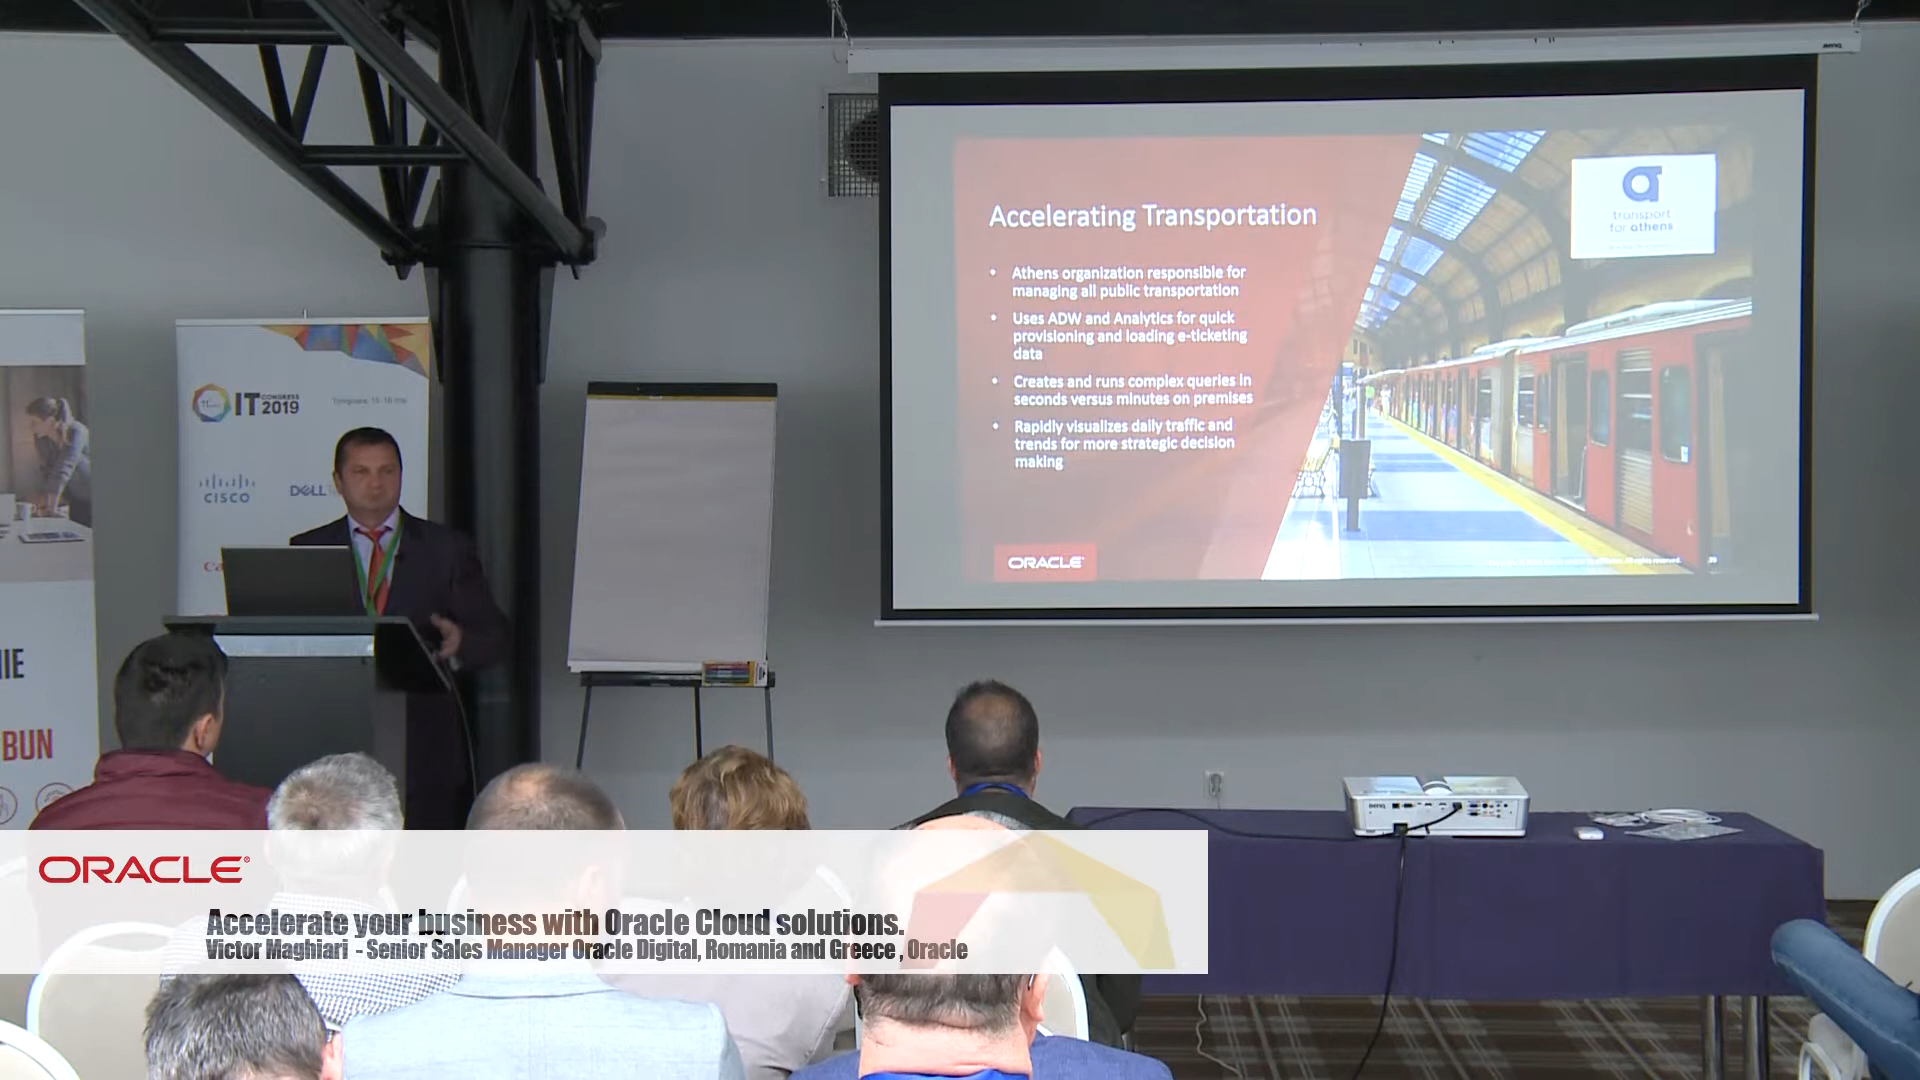 benq
Accelerating Transportation
• Athens organization responsible for
managing all public transportation
• Uses ADW and Analytics for quick
provisioning and loading e-ticketing
data
• Creates and runs complex queries in
seconds versus minutes on premises
• Rapidly visualizes daily traffic and
trends for more strategic decision
making
transport
for athens
ORACLE
IT CONGRESS
2019
CISCO
DELL
BUN
benq
ORACLE®
Accelerate your business with Oracle Cloud solutions.
Victor Maghiari - Senior Sales Manager Oracle Digital, Romania and Greece , Oracle